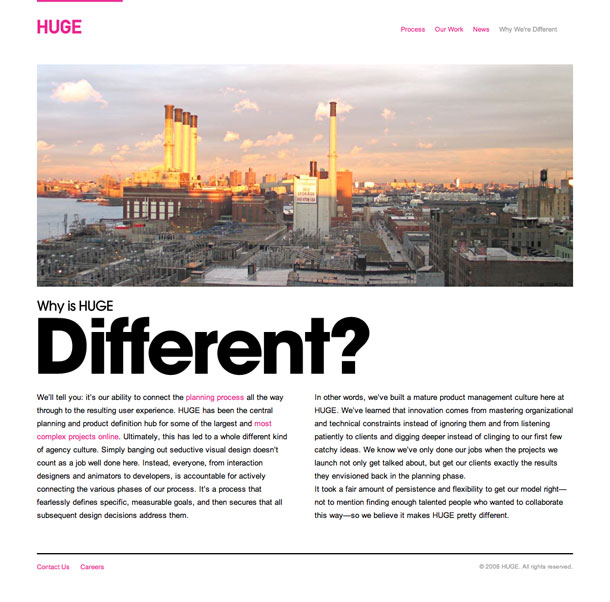 HUGE
Process Our Work News Why We're Different
Why is HUGE
Different?
We'll tell you: it's our ability to connect the planning process all the way
through to the resulting user experience. HUGE has been the central
planning and product definition hub for some of the largest and most
complex projects online. Ultimately, this has led to a whole different kind
of agency culture. Simply banging out seductive visual design doesn't
count as a job well done here. Instead, everyone, from interaction
designers and animators to developers, is accountable for actively
connecting the various phases of our process. It's a process that
fearlessly defines specific, measurable goals, and then secures that all
subsequent design decisions address them.
In other words, we've built a mature product management culture here at
HUGE. We've learned that innovation comes from mastering organizational
and technical constraints instead of ignoring them and from listening
patiently to clients and digging deeper instead of clinging to our first few
catchy ideas. We know we've only done our jobs when the projects we
launch not only get talked about, but get our clients exactly the results
they envisioned back in the planning phase.
It took a fair amount of persistence and flexibility to get our model right—
not to mention finding enough talented people who wanted to collaborate
this way—so we believe it makes HUGE pretty different.
Contact Us Careers
© 2008 HUGE. All rights reserved.